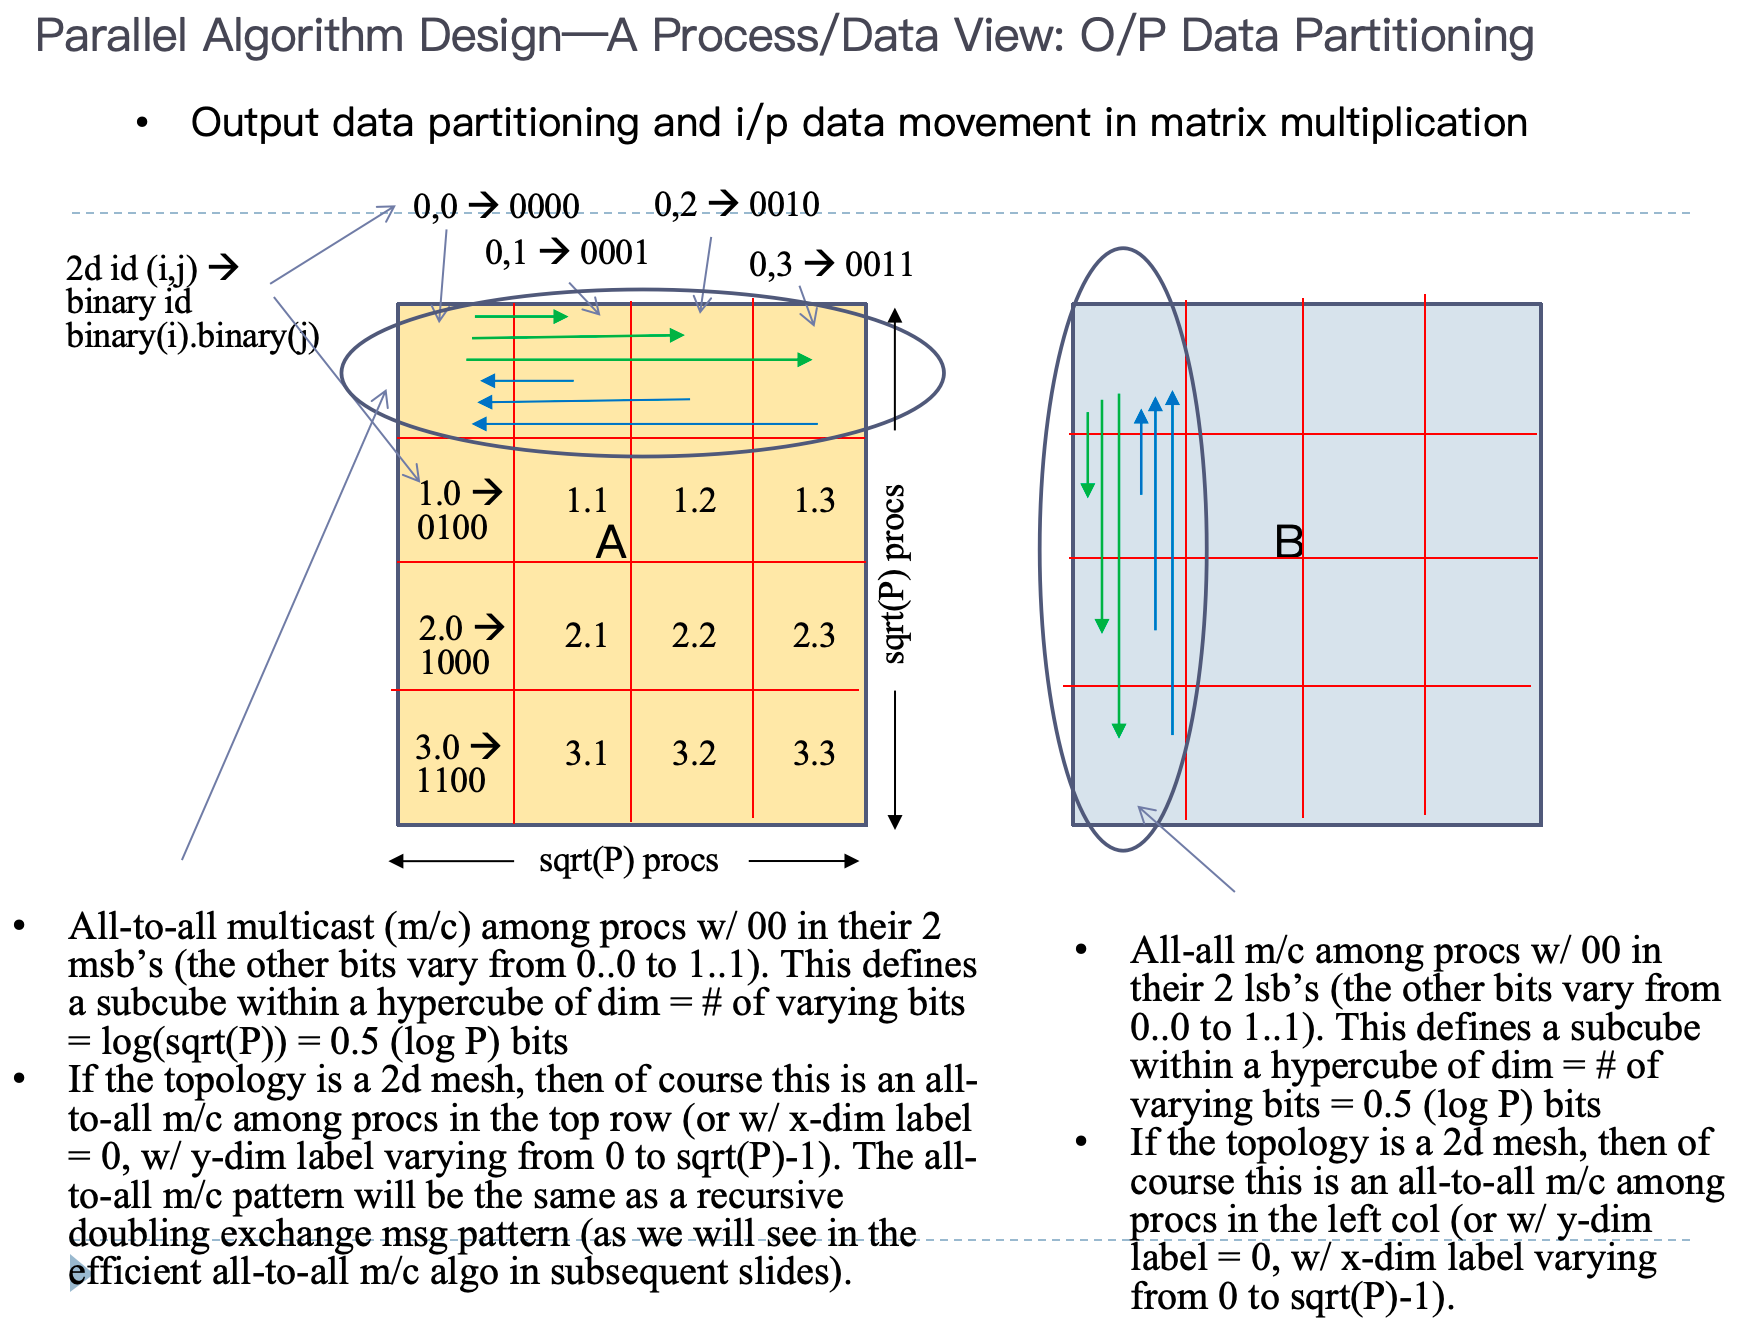 Parallel Algorithm Design—A Process/Data View: O/P Data Partitioning
• Output data partitioning and i/p data movement in matrix multiplication
0,0 → 0000
0,2 → 0010
0,1 → 0001
0,3 → 0011
2d id (i,j) →
binary id
binary(i).binary(j)
1.0 →
0100
1.1
1.2
1.3
A
2.0 →
1000
2.1
2.2
2.3
3.0 →
1100
3.1
3.2
3.3
sqrt(P) procs
sqrt(P) procs
B
• All-to-all multicast (m/c) among procs w/ 00 in their 2
msb’s (the other bits vary from 0..0 to 1..1). This defines
a subcube within a hypercube of dim = # of varying bits
= log(sqrt(P)) = 0.5 (log P) bits
• If the topology is a 2d mesh, then of course this is an all-
to-all m/c among procs in the top row (or w/ x-dim label
= 0, w/ y-dim label varying from 0 to sqrt(P)-1). The all-
to-all m/c pattern will be the same as a recursive
doubling exchange msg pattern (as we will see in the
efficient all-to-all m/c algo in subsequent slides).
• All-all m/c among procs w/ 00 in
their 2 lsb’s (the other bits vary from
0..0 to 1..1). This defines a subcube
within a hypercube of dim = # of
varying bits = 0.5 (log P) bits
• If the topology is a 2d mesh, then of
course this is an all-to-all m/c among
procs in the left col (or w/ y-dim
label = 0, w/ x-dim label varying
from 0 to sqrt(P)-1).